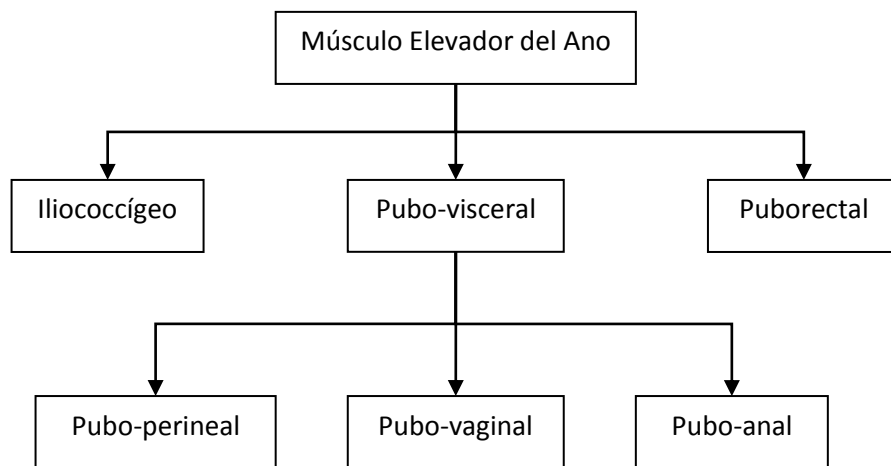 Músculo Elevador del Ano
Iliococcígeo
Pubo-visceral
Puborectal
Pubo-perineal
Pubo-vaginal
Pubo-anal